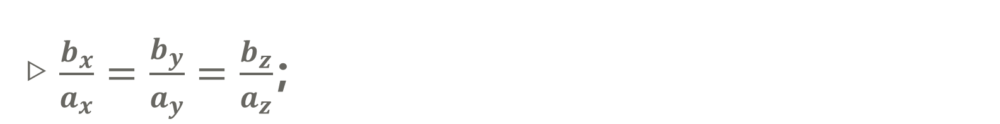 ▷ b_x/a_x = b_y/a_y = b_z/a_z;